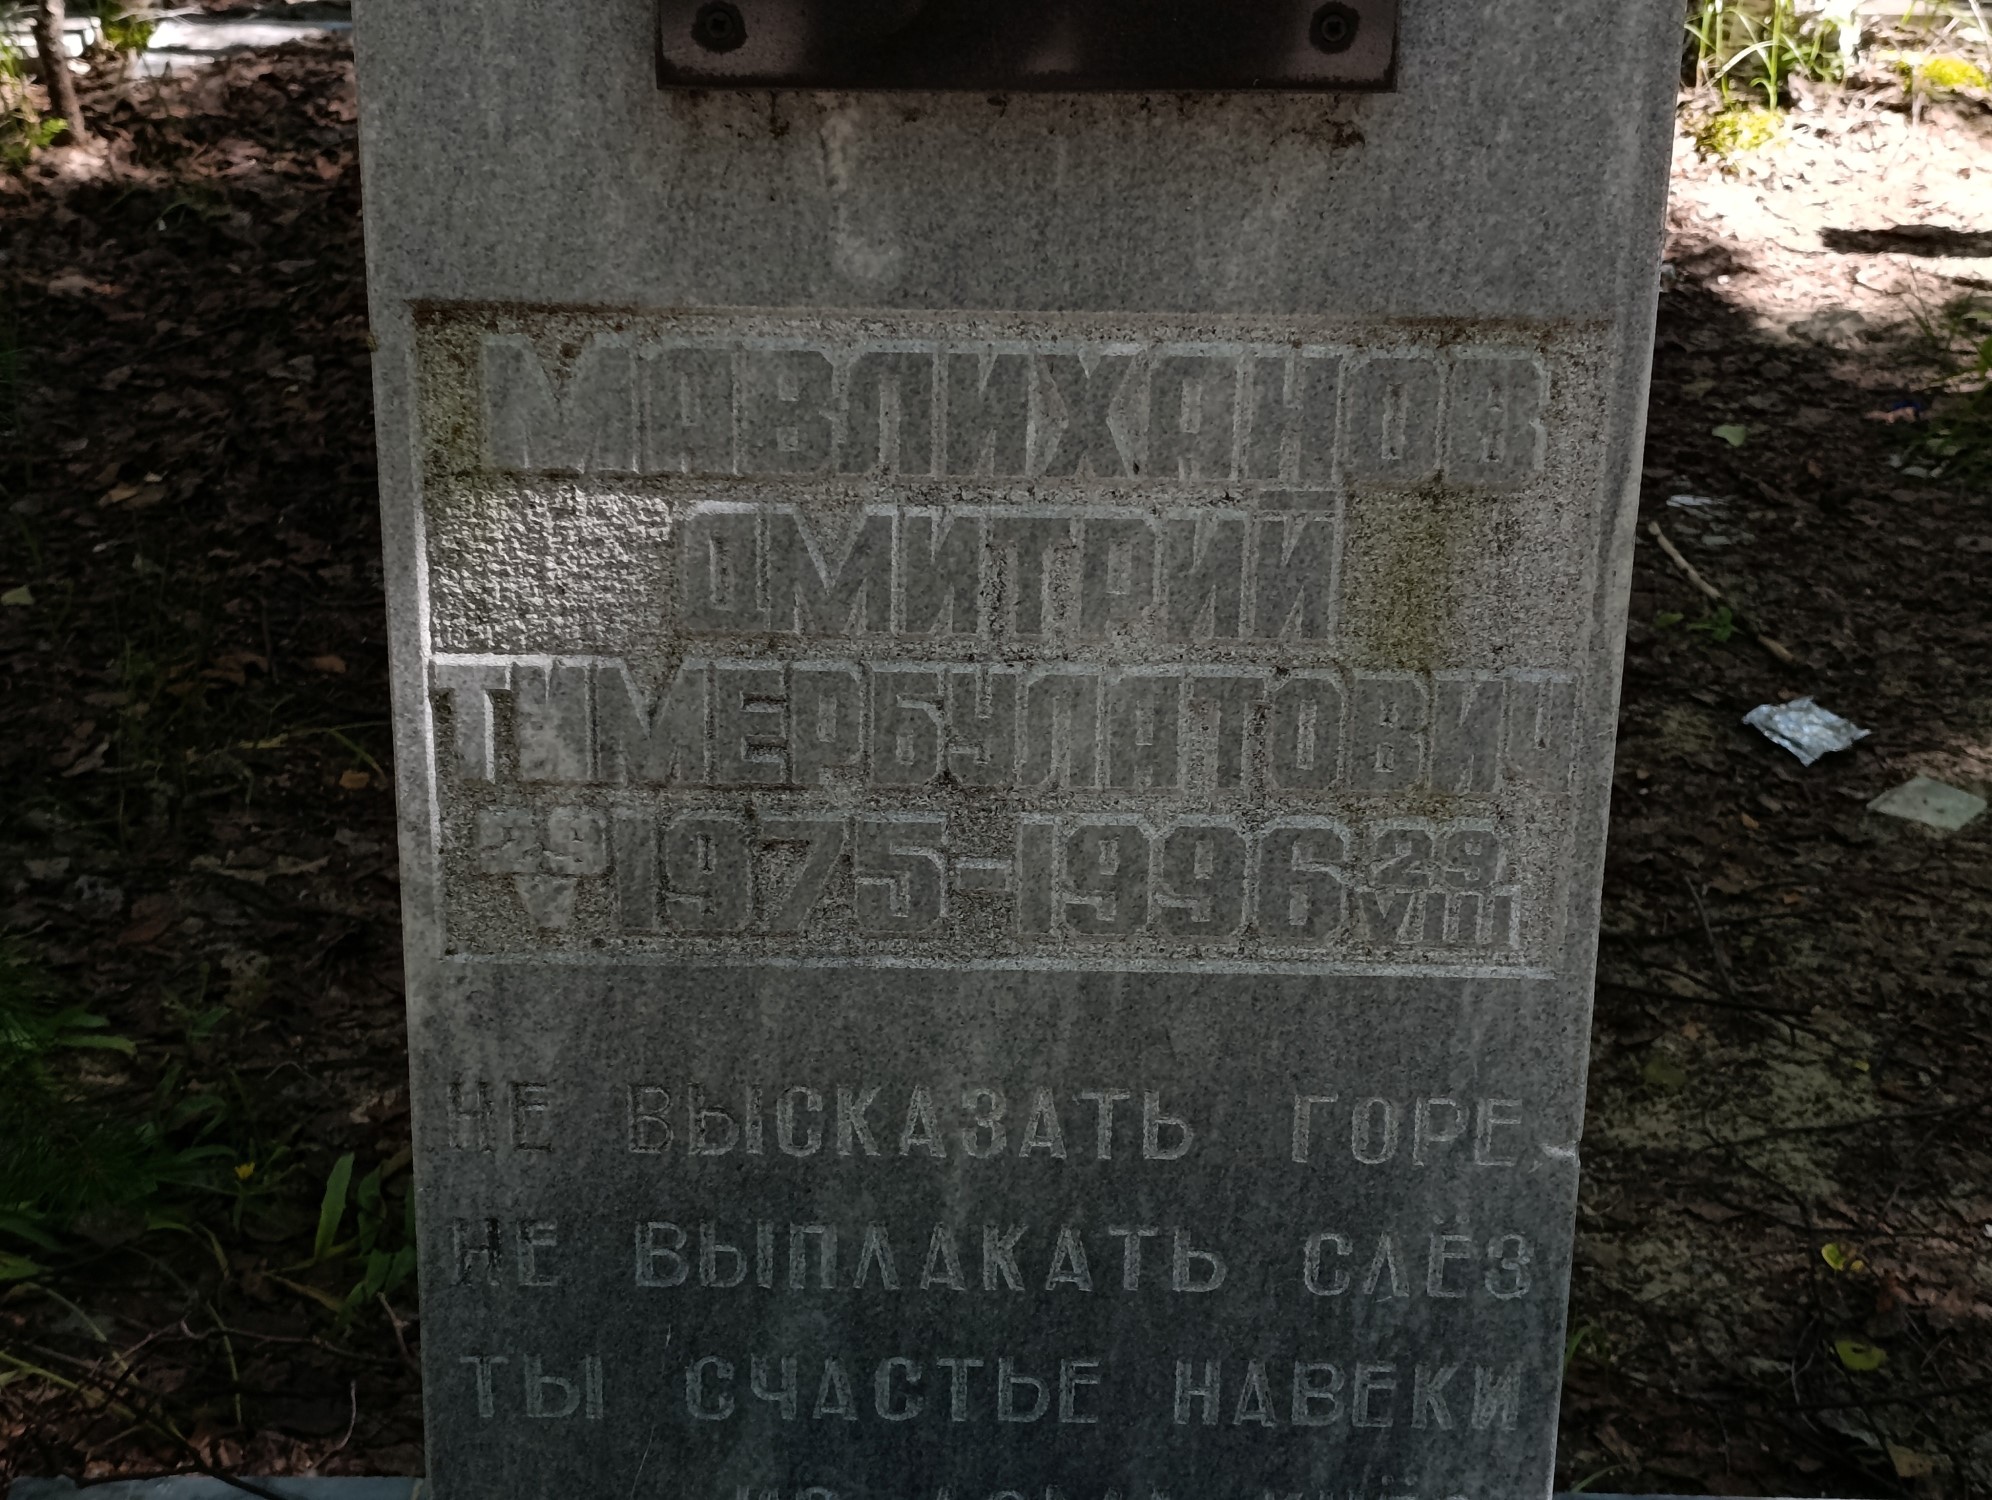 МАВЛИХАНОВ
ДМИТРИЙ
ТИМЕРБУЛАТОВИЧ
29 V 1975-1996 29 VIII
НЕ ВЫСКАЗАТЬ ГОРЕ,
НЕ ВЫПЛАКАТЬ СЛЁЗ
ТЫ СЧАСТЬЕ НАВЕКИ